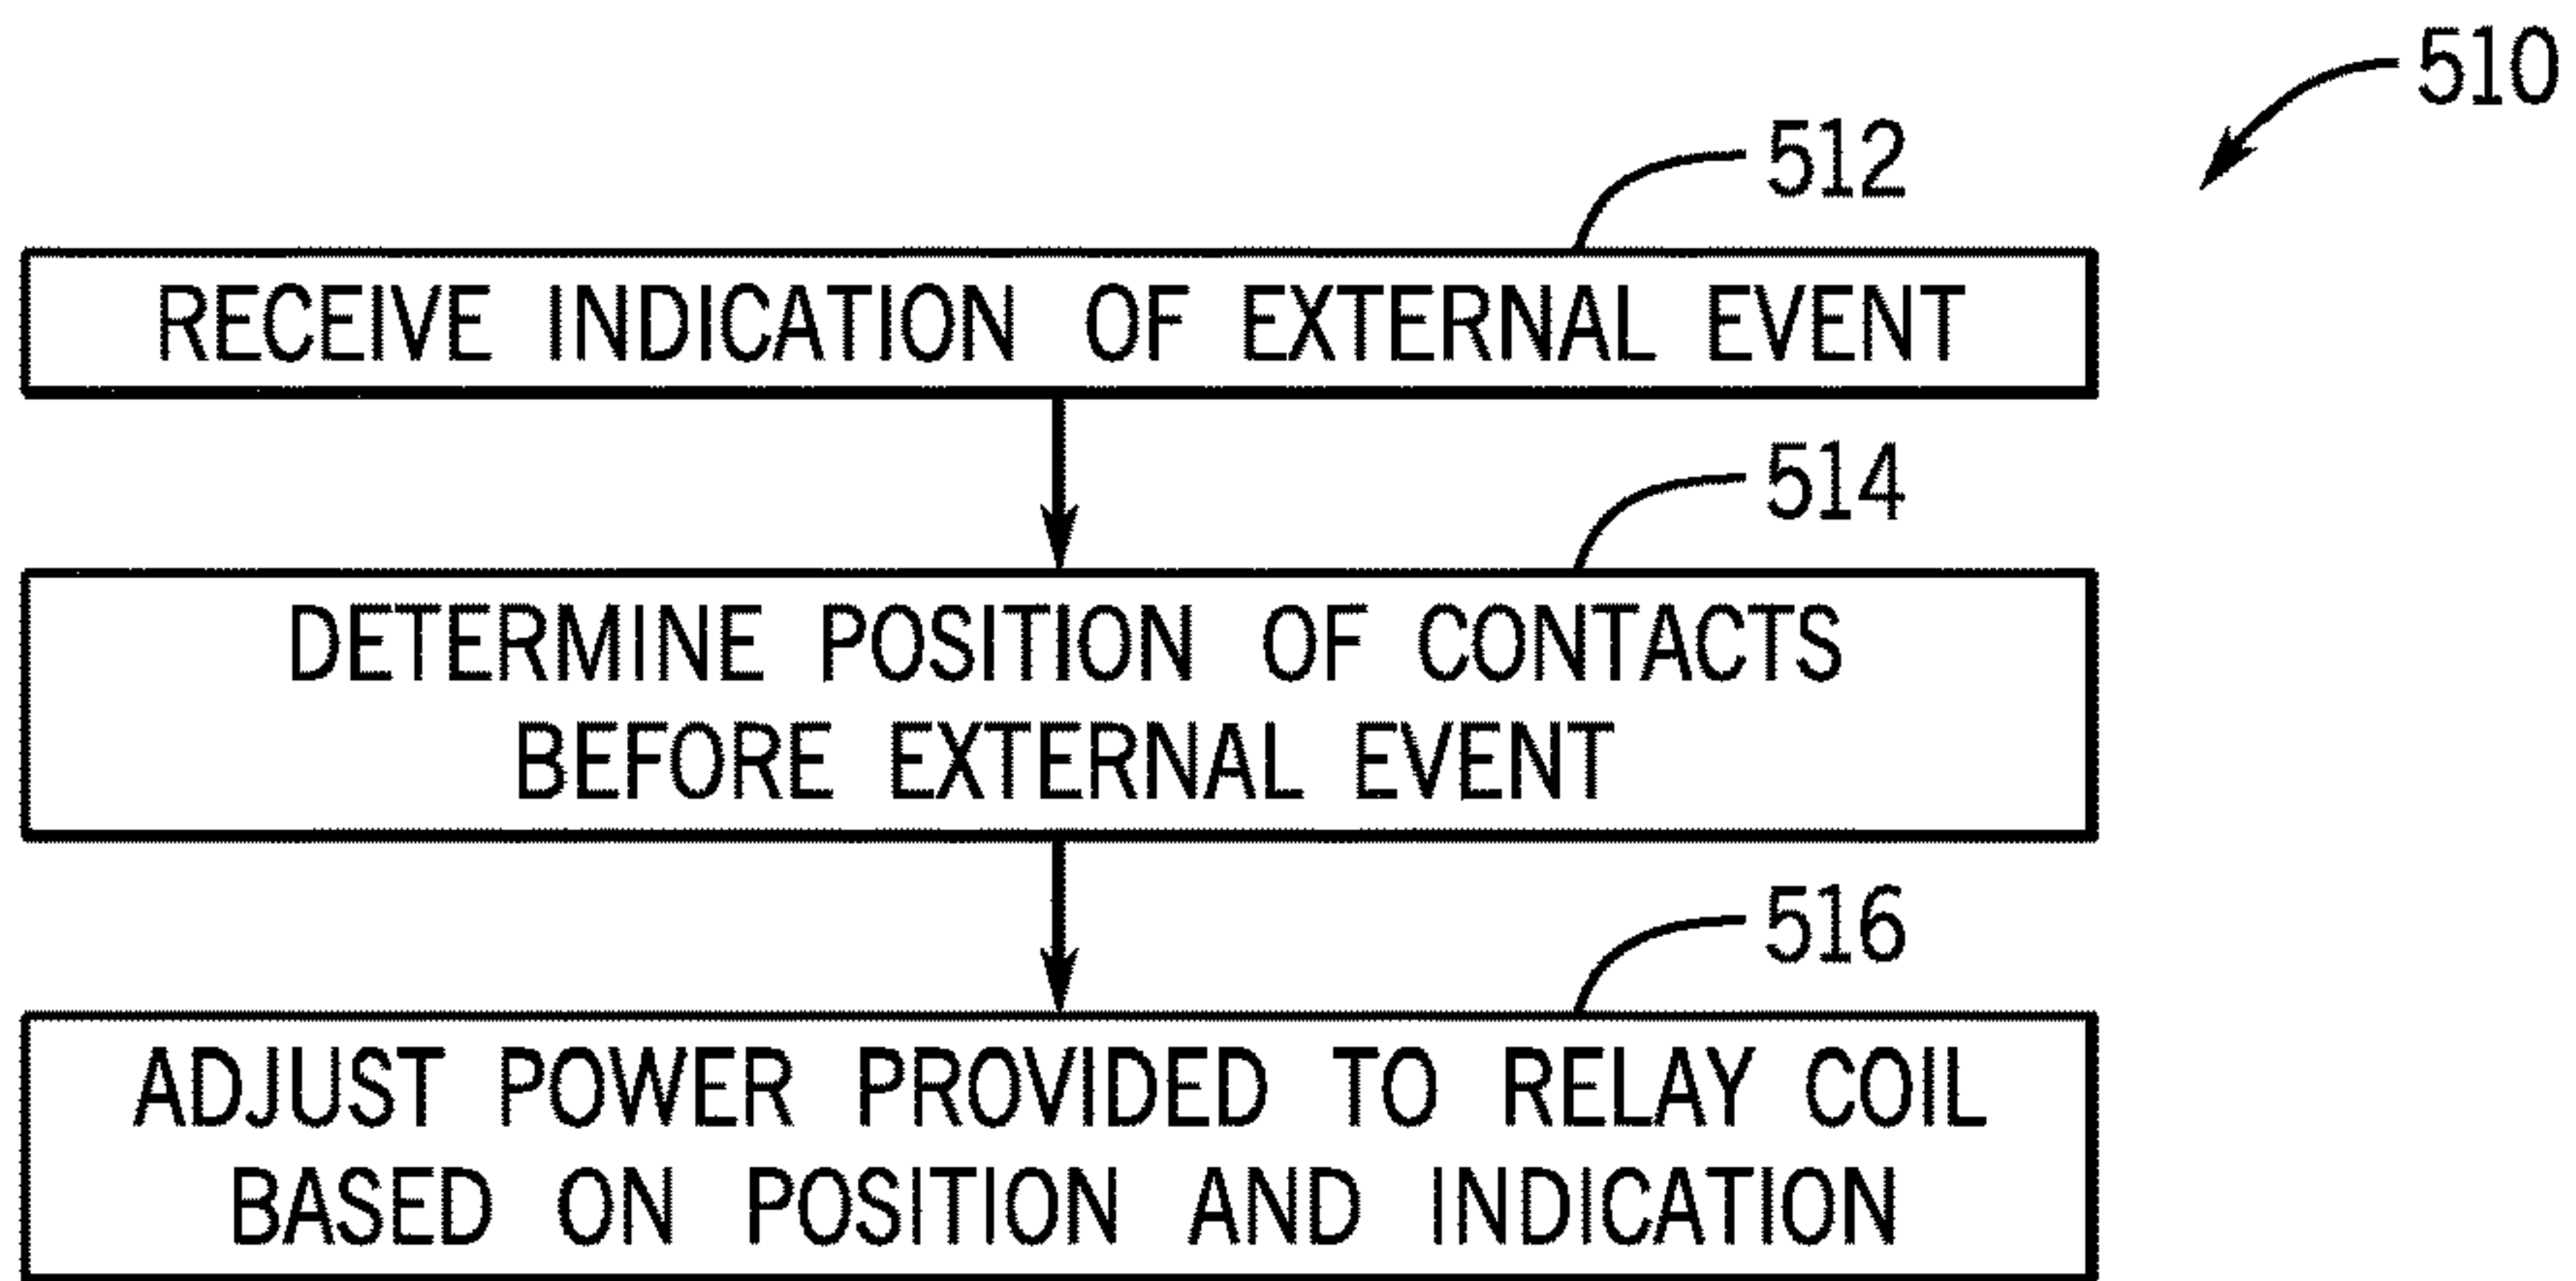 510
512
RECEIVE INDICATION OF EXTERNAL EVENT
514
DETERMINE POSITION OF CONTACTS
BEFORE EXTERNAL EVENT
516
ADJUST POWER PROVIDED TO RELAY COIL
BASED ON POSITION AND INDICATION